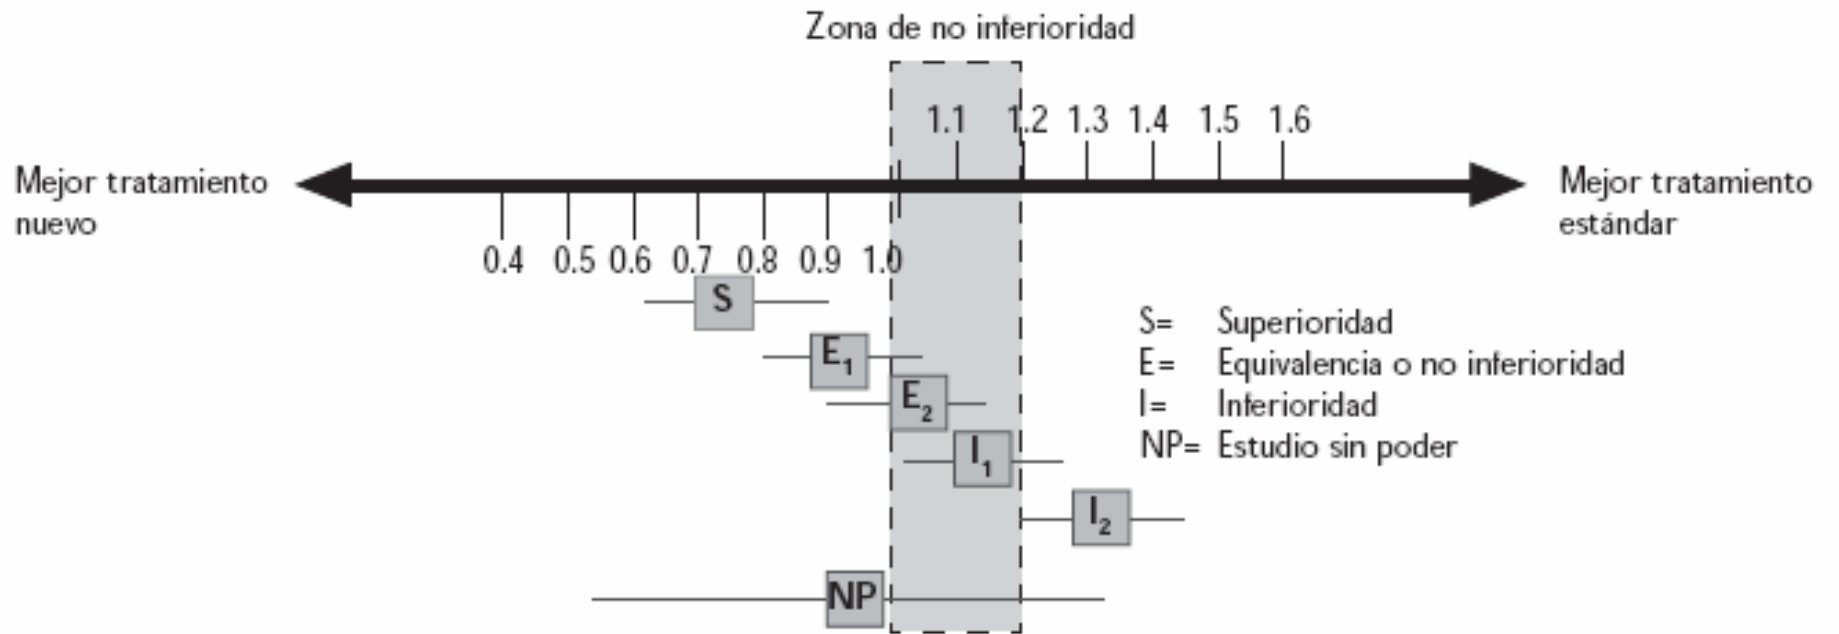 Zona de no inferioridad
1.1 1.2 1.3 1.4 1.5 1.6
Mejor tratamiento
nuevo
Mejor tratamiento
estándar
0.4 0.5 0.6 0.7 0.8 0.9 1.0
S
E1
E2
I1
I2
NP
S= Superioridad
E= Equivalencia o no inferioridad
I= Inferioridad
NP= Estudio sin poder